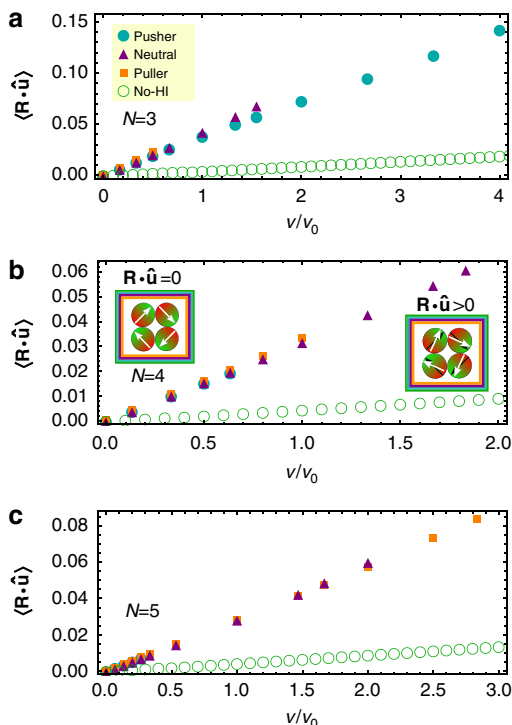 a
0.15
0.10
0.05
0.00
⟨R·û⟩
Pusher
Neutral
Puller
No-HI
N=3
0 1 2 3 4
v/v0
b
0.06
0.05
0.04
0.03
0.02
0.01
0.00
⟨R·û⟩
R·û=0
R·û>0
N=4
0.0 0.5 1.0 1.5 2.0
v/v0
c
0.08
0.06
0.04
0.02
0.00
⟨R·û⟩
N=5
0.0 0.5 1.0 1.5 2.0 2.5 3.0
v/v0